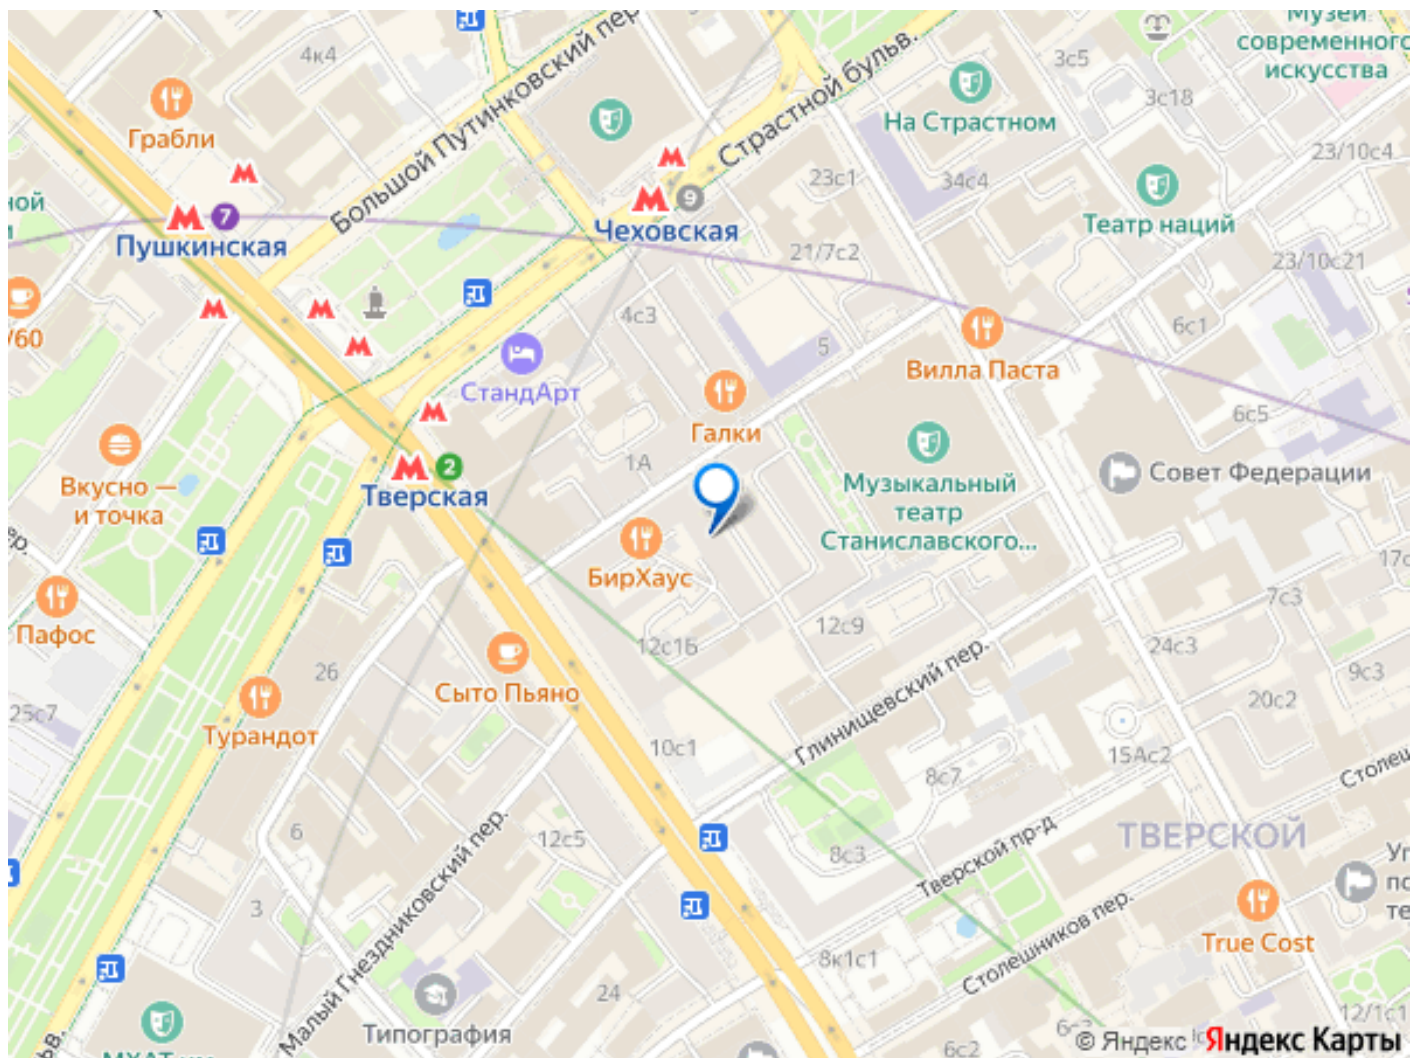 Музей
современного
искусства
4к4
Большой Путинковский пер.
Страстной бульв.
3с5
3с18
На Страстном
Грабли
23/10с4
23с1
34с4
Театр наций
М
7
Пушкинская
М
9
Чеховская
21/7с2
23/10с21
4с3
6с1
5
/60
Вилла Паста
СтандАрт
6с5
Галки
1А
М
2
Тверская
Музыкальный
театр
Станиславского...
Совет Федерации
Вкусно —
и точка
БирХаус
17с
7с3
Пафос
12с1Б
12с9
24с3
9с3
26
Сыто Пьяно
Глинищевский пер.
20с2
25с7
Турандот
10с1
15Ас2
8с7
6
12с5
Малый Гнездниковский пер.
8с3
Тверской пр-д
ТВЕРСКОЙ
3
Столешников пер.
True Cost
8к1с1
24
Типография
12/1с1
6с2
© Яндекс
Яндекс Карты